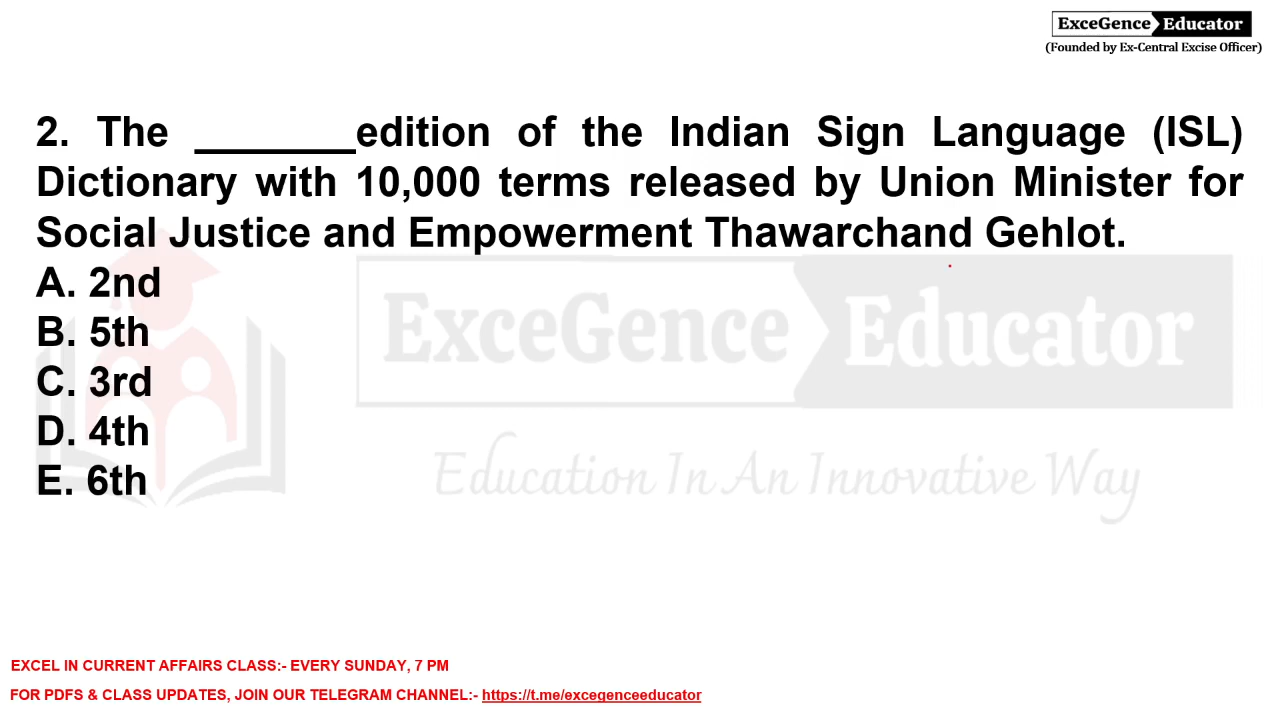 ExceGence Educator
(Founded by Ex-Central Excise Officer)
2. The _______edition of the Indian Sign Language (ISL)
Dictionary with 10,000 terms released by Union Minister for
Social Justice and Empowerment Thawarchand Gehlot.
A. 2nd
B. 5th
C. 3rd
D. 4th
E. 6th
ExceGence Educator
Education In An Innovative Way
EXCEL IN CURRENT AFFAIRS CLASS:- EVERY SUNDAY, 7 PM
FOR PDFS & CLASS UPDATES, JOIN OUR TELEGRAM CHANNEL:- https://t.me/excegenceeducator